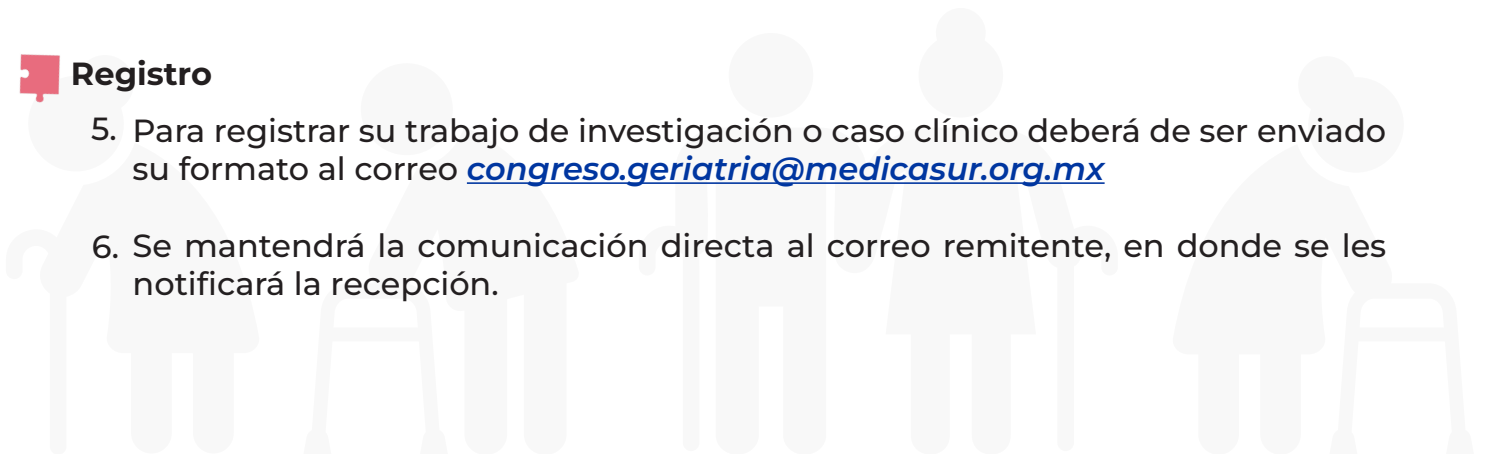 Registro
5. Para registrar su trabajo de investigación o caso clínico deberá de ser enviado
su formato al correo congreso.geriatria@medicasur.org.mx
6. Se mantendrá la comunicación directa al correo remitente, en donde se les
notificará la recepción.